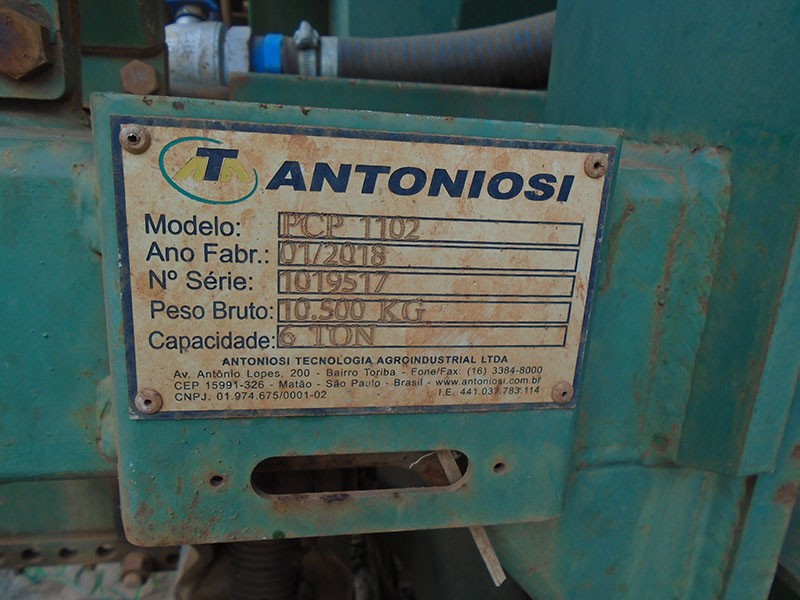 ANTONIOSI
Modelo: PCP 1102
Ano Fabr.: 01/2018
Nº Série: 1019517
Peso Bruto: 10.500 KG
Capacidade: 6 TON
ANTONIOSI TECNOLOGIA AGROINDUSTRIAL LTDA
Av. Antônio Lopes, 200 - Bairro Toriba - Fone/Fax: (16) 3384-8000
CEP 15991-326 - Matão - São Paulo - Brasil - www.antoniosi.com.br
CNPJ. 01.974.675/0001-02 I.E. 441.037.783.114